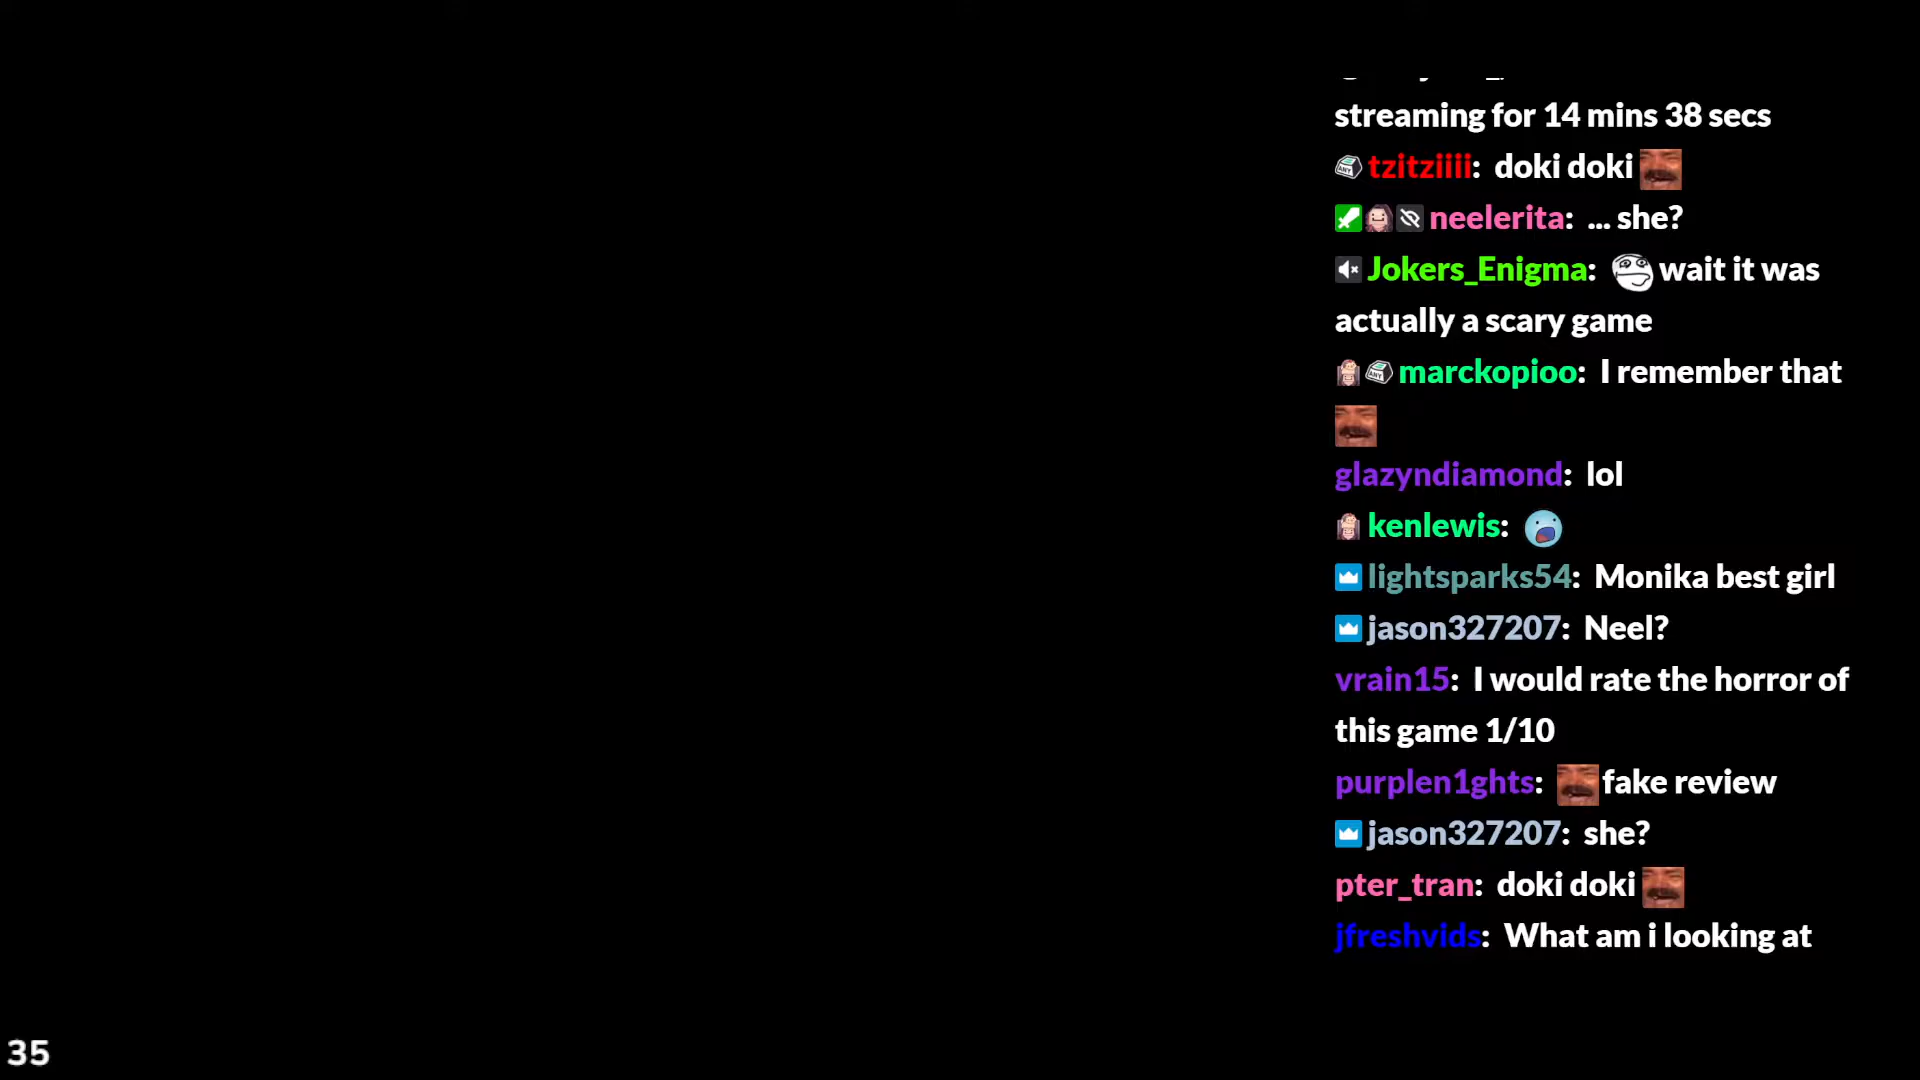 streaming for 14 mins 38 secs
tzitziiii: doki doki
neelerita: ... she?
Jokers_Enigma: wait it was
actually a scary game
marckopioo: I remember that
glazyndiamond: lol
kenlewis:
lightsparks54: Monika best girl
jason327207: Neel?
vrain15: I would rate the horror of
this game 1/10
purplen1ghts: fake review
jason327207: she?
pter_tran: doki doki
jfreshvids: What am i looking at
35